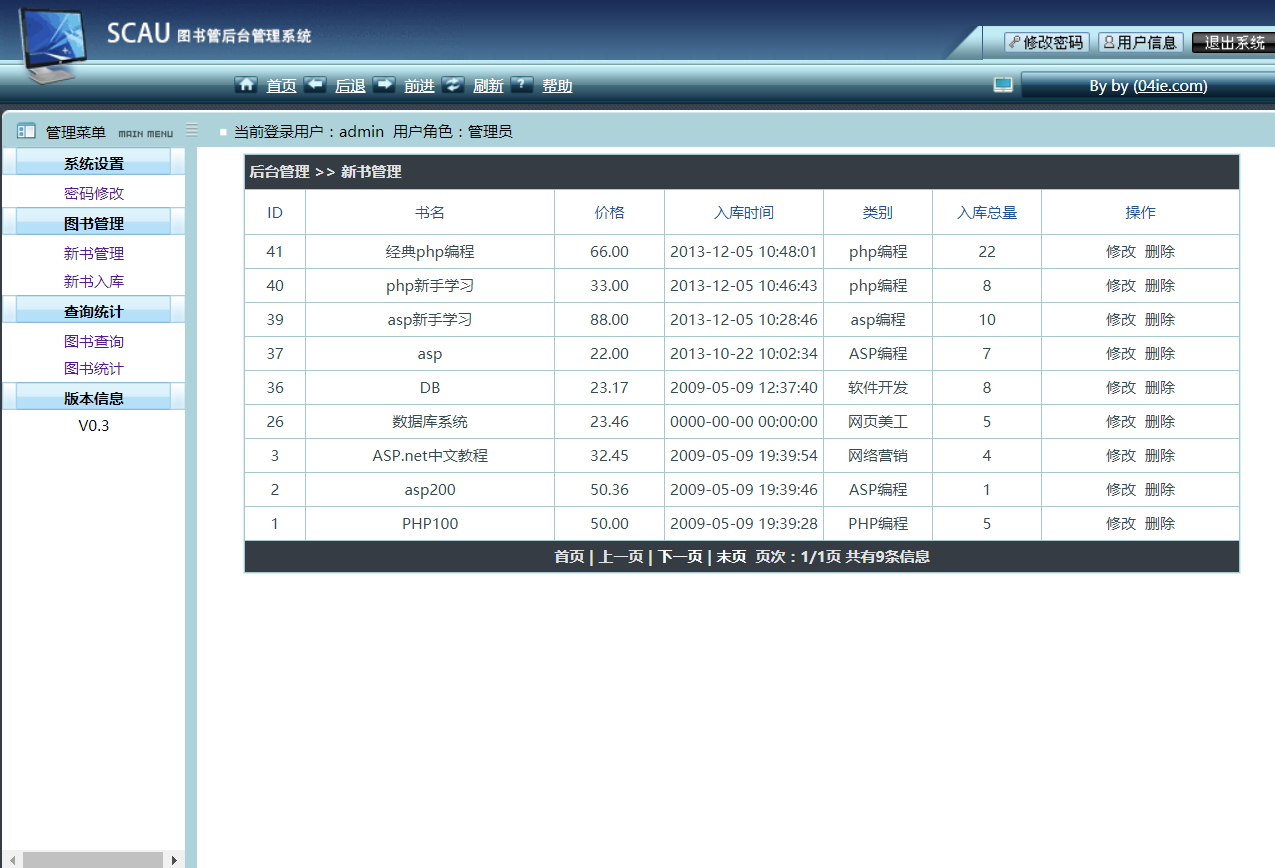 SCAU 图书管后台管理系统
修改密码 用户信息 退出系统
首页 后退 前进 刷新 帮助
By by (04ie.com)
管理菜单 MAIN MENU
当前登录用户：admin 用户角色：管理员
系统设置
密码修改
图书管理
新书管理
新书入库
查询统计
图书查询
图书统计
版本信息
V0.3
后台管理 >> 新书管理
ID 书名 价格 入库时间 类别 入库总量 操作
41 经典php编程 66.00 2013-12-05 10:48:01 php编程 22 修改 删除
40 php新手学习 33.00 2013-12-05 10:46:43 php编程 8 修改 删除
39 asp新手学习 88.00 2013-12-05 10:28:46 asp编程 10 修改 删除
37 asp 22.00 2013-10-22 10:02:34 ASP编程 7 修改 删除
36 DB 23.17 2009-05-09 12:37:40 软件开发 8 修改 删除
26 数据库系统 23.46 0000-00-00 00:00:00 网页美工 5 修改 删除
3 ASP.net中文教程 32.45 2009-05-09 19:39:54 网络营销 4 修改 删除
2 asp200 50.36 2009-05-09 19:39:46 ASP编程 1 修改 删除
1 PHP100 50.00 2009-05-09 19:39:28 PHP编程 5 修改 删除
首页 | 上一页 | 下一页 | 末页 页次：1/1页 共有9条信息